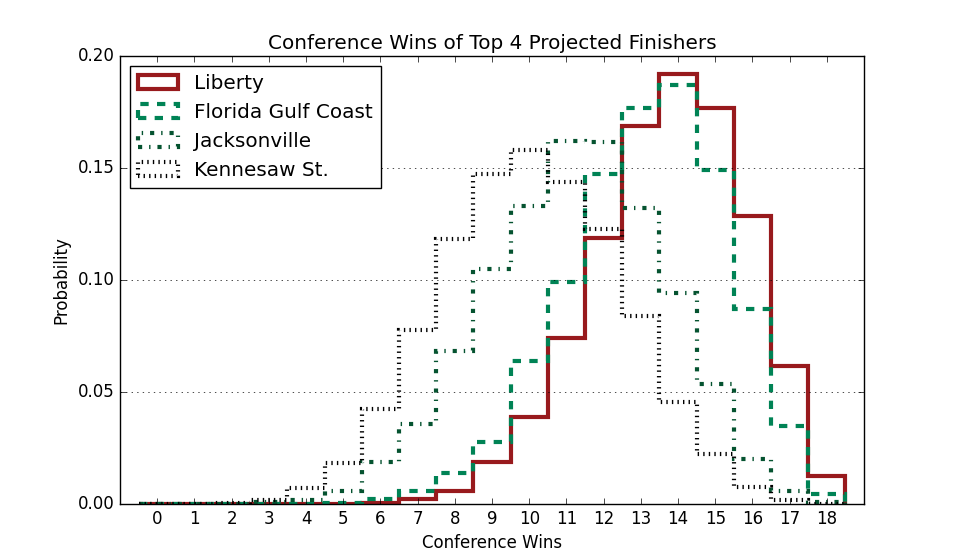 Conference Wins of Top 4 Projected Finishers
0.20
Liberty
Florida Gulf Coast
Jacksonville
Kennesaw St.
0.15
0.10
0.05
0.00
Probability
0 1 2 3 4 5 6 7 8 9 10 11 12 13 14 15 16 17 18
Conference Wins